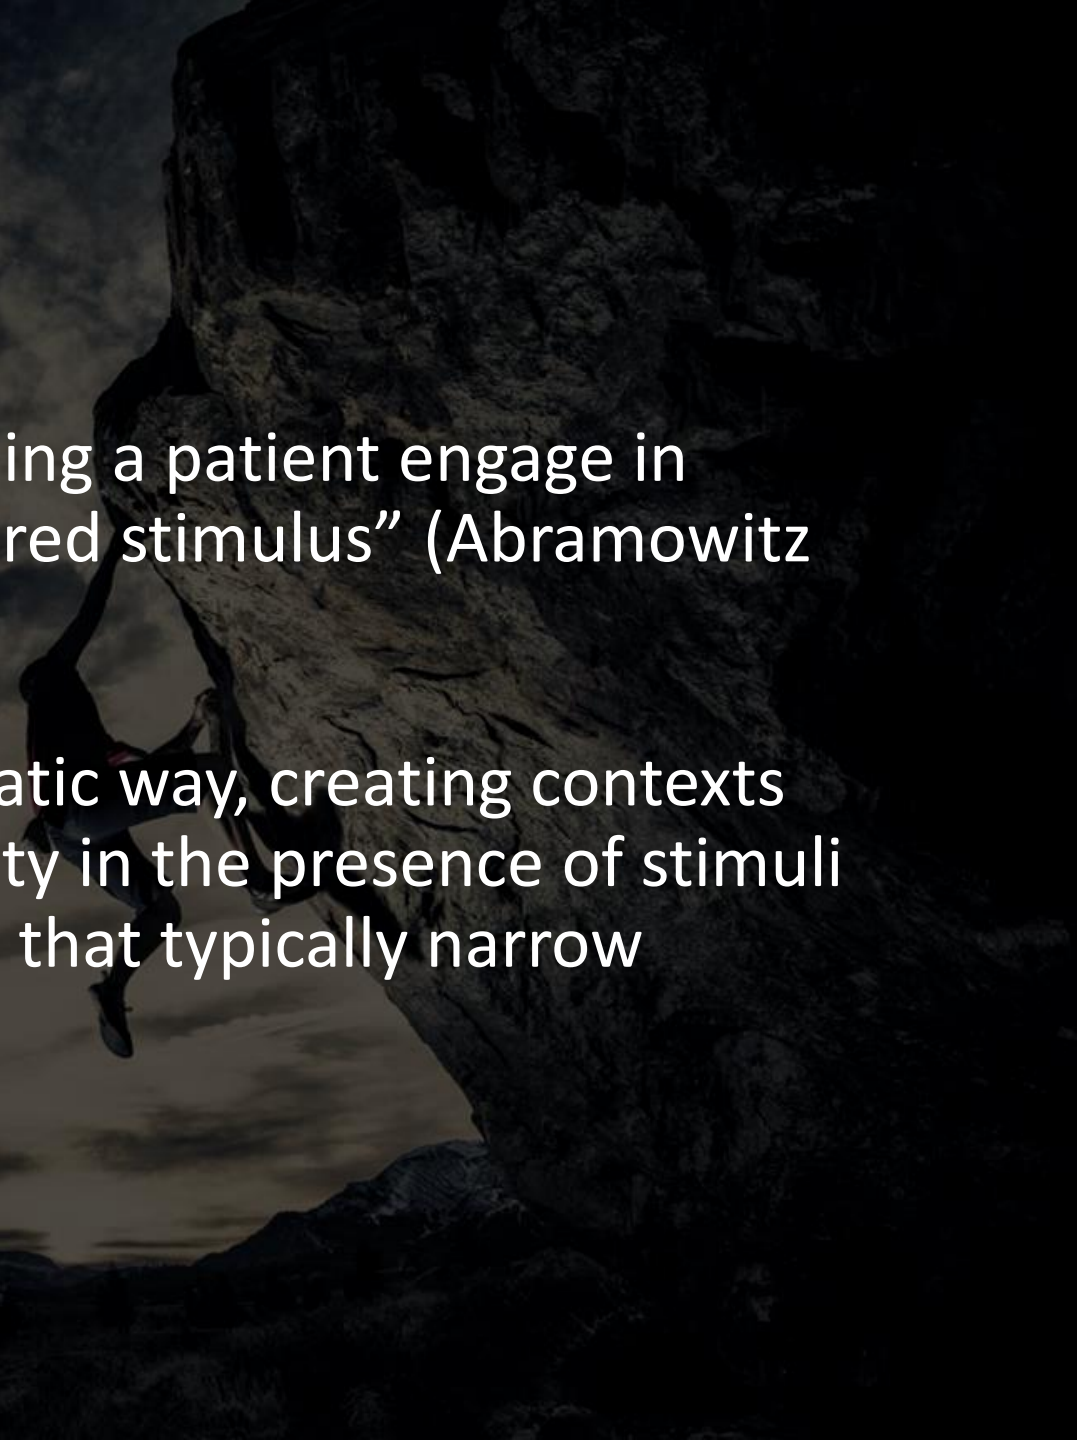 ing a patient engage in
red stimulus” (Abramowitz
atic way, creating contexts
ty in the presence of stimuli
that typically narrow